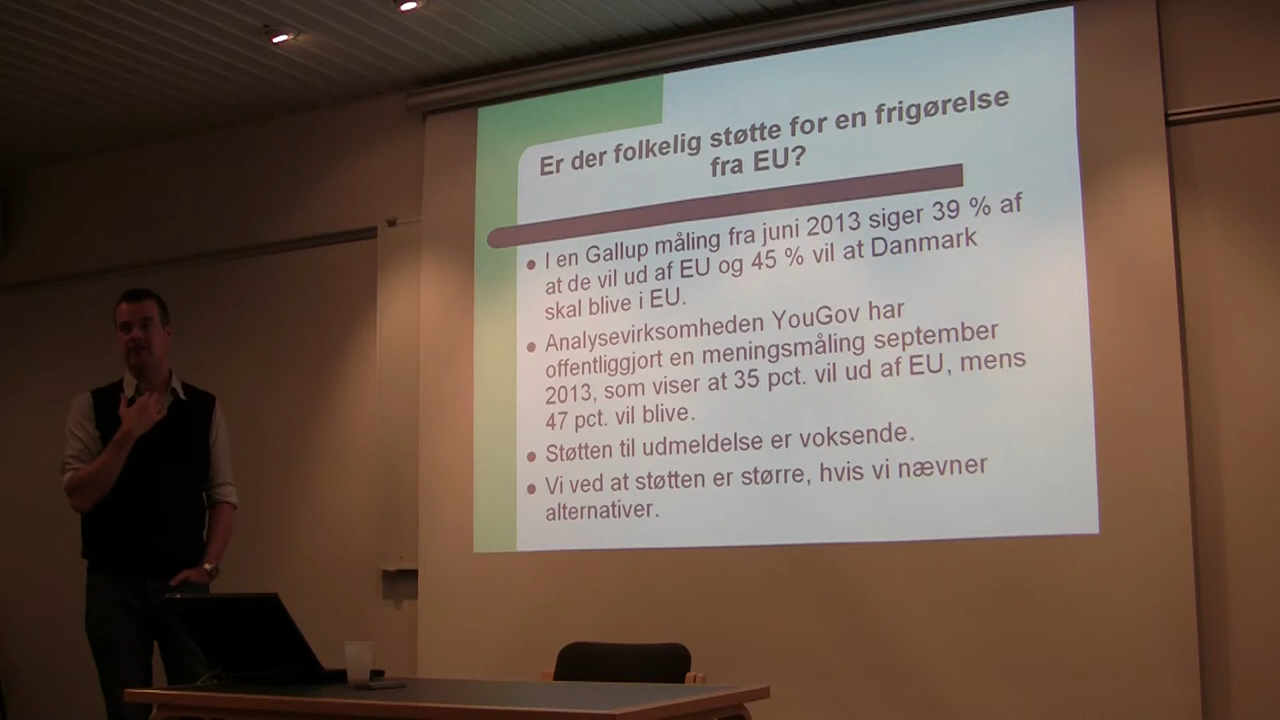 Er der folkelig støtte for en frigørelse
fra EU?
I en Gallup måling fra juni 2013 siger 39 % af
at de vil ud af EU og 45 % vil at Danmark
skal blive i EU.
Analysevirksomheden YouGov har
offentliggjort en meningsmåling september
2013, som viser at 35 pct. vil ud af EU, mens
47 pct. vil blive.
Støtten til udmeldelse er voksende.
Vi ved at støtten er større, hvis vi nævner
alternativer.